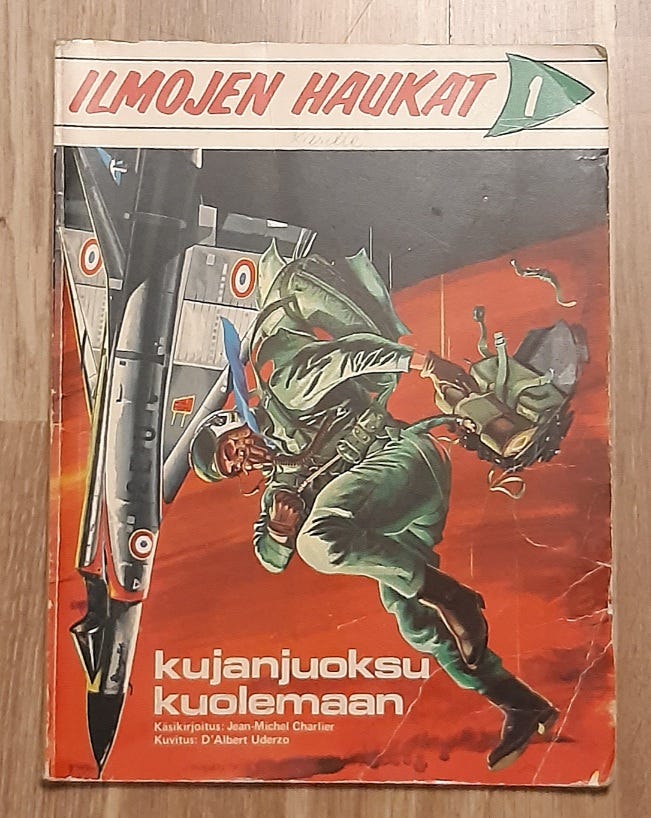 ILMOJEN HAUKAT 1
kujanjuoksu
kuolemaan
Käsikirjoitus: Jean-Michel Charlier
Kuvitus: D'Albert Uderzo